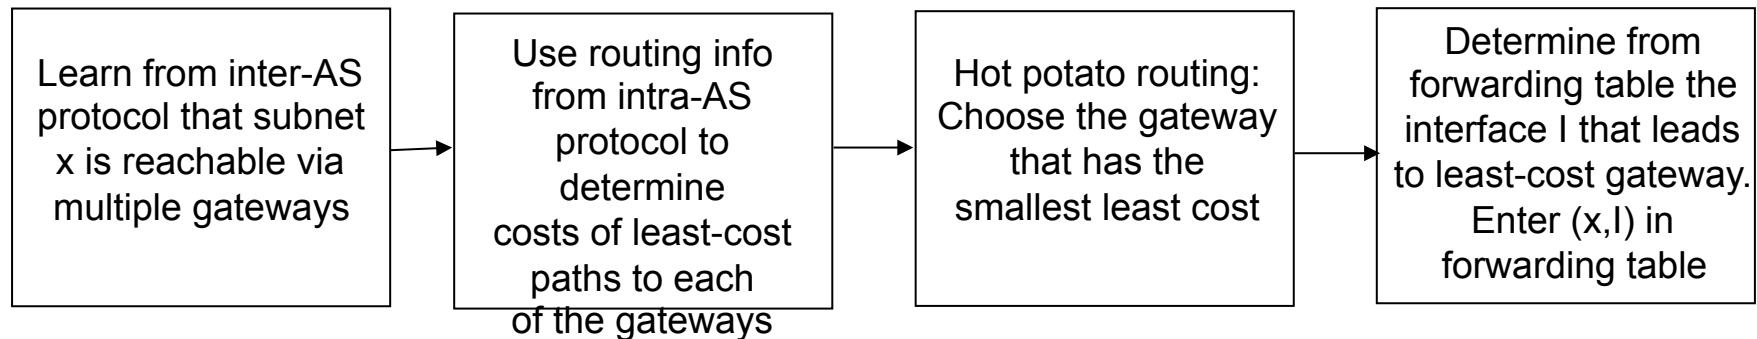 Learn from inter-AS
protocol that subnet
x is reachable via
multiple gateways
Use routing info
from intra-AS
protocol to
determine
costs of least-cost
paths to each
of the gateways
Hot potato routing:
Choose the gateway
that has the
smallest least cost
Determine from
forwarding table the
interface I that leads
to least-cost gateway.
Enter (x,I) in
forwarding table